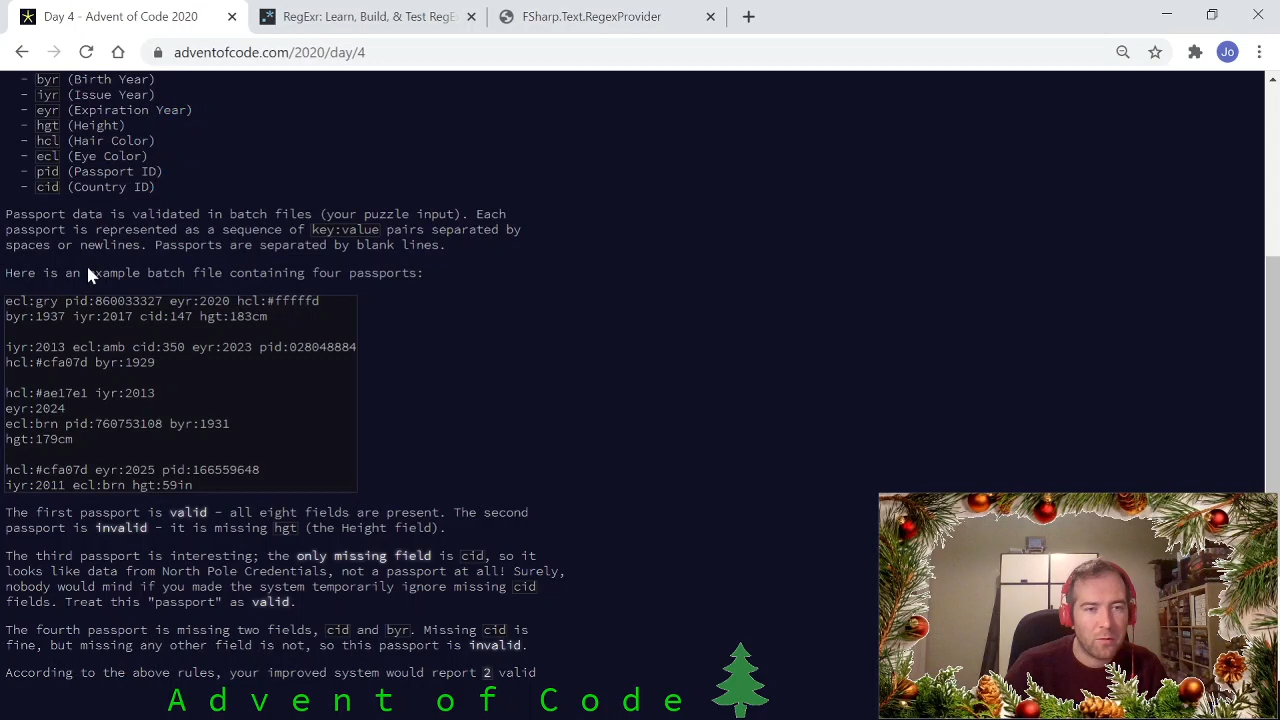 Day 4 - Advent of Code 2020
RegExr: Learn, Build, & Test RegE
FSharp.Text.RegexProvider
adventofcode.com/2020/day/4
Jo
- byr (Birth Year)
- iyr (Issue Year)
- eyr (Expiration Year)
- hgt (Height)
- hcl (Hair Color)
- ecl (Eye Color)
- pid (Passport ID)
- cid (Country ID)
Passport data is validated in batch files (your puzzle input). Each
passport is represented as a sequence of key:value pairs separated by
spaces or newlines. Passports are separated by blank lines.
Here is an example batch file containing four passports:
ecl:gry pid:860033327 eyr:2020 hcl:#fffffd
byr:1937 iyr:2017 cid:147 hgt:183cm
iyr:2013 ecl:amb cid:350 eyr:2023 pid:028048884
hcl:#cfa07d byr:1929
hcl:#ae17e1 iyr:2013
eyr:2024
ecl:brn pid:760753108 byr:1931
hgt:179cm
hcl:#cfa07d eyr:2025 pid:166559648
iyr:2011 ecl:brn hgt:59in
The first passport is valid - all eight fields are present. The second
passport is invalid - it is missing hgt (the Height field).
The third passport is interesting; the only missing field is cid, so it
looks like data from North Pole Credentials, not a passport at all! Surely,
nobody would mind if you made the system temporarily ignore missing cid
fields. Treat this "passport" as valid.
The fourth passport is missing two fields, cid and byr. Missing cid is
fine, but missing any other field is not, so this passport is invalid.
According to the above rules, your improved system would report 2 valid
Advent of Code